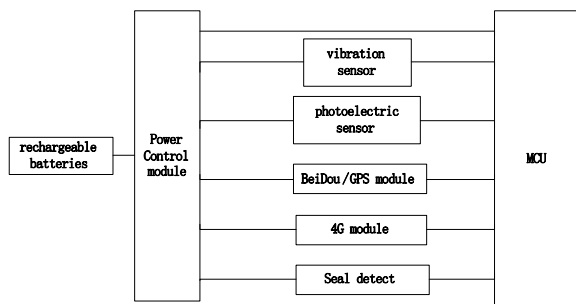 rechargeable
batteries
Power
Control
module
vibration
sensor
photoelectric
sensor
BeiDou/GPS module
4G module
Seal detect
MCU